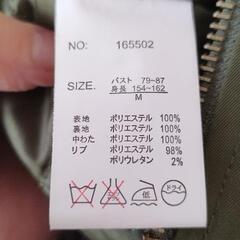 NO: 165502
SIZE. バスト 79~87
身長 154~162
M
表地 ポリエステル 100%
裏地 ポリエステル 100%
中わた ポリエステル 100%
リブ ポリエステル 98%
ポリウレタン 2%
低 ドライ